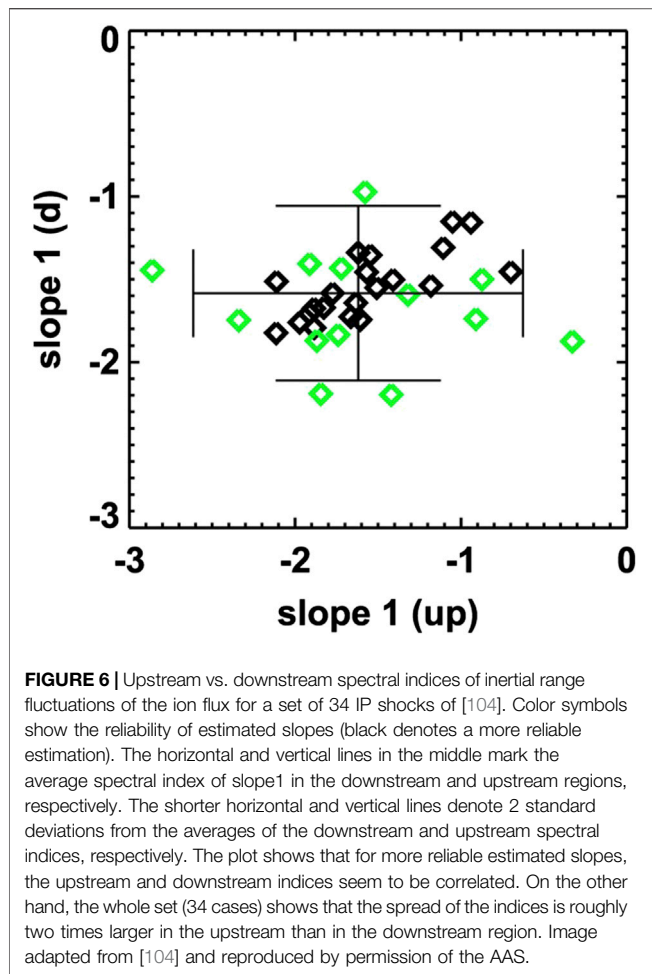 0
-1
-2
-3
slope 1 (d)
-3
-2
-1
0
slope 1 (up)
FIGURE 6 | Upstream vs. downstream spectral indices of inertial range
fluctuations of the ion flux for a set of 34 IP shocks of [104]. Color symbols
show the reliability of estimated slopes (black denotes a more reliable
estimation). The horizontal and vertical lines in the middle mark the
average spectral index of slope1 in the downstream and upstream regions,
respectively. The shorter horizontal and vertical lines denote 2 standard
deviations from the averages of the downstream and upstream spectral
indices, respectively. The plot shows that for more reliable estimated slopes,
the upstream and downstream indices seem to be correlated. On the other
hand, the whole set (34 cases) shows that the spread of the indices is roughly
two times larger in the upstream than in the downstream region. Image
adapted from [104] and reproduced by permission of the AAS.